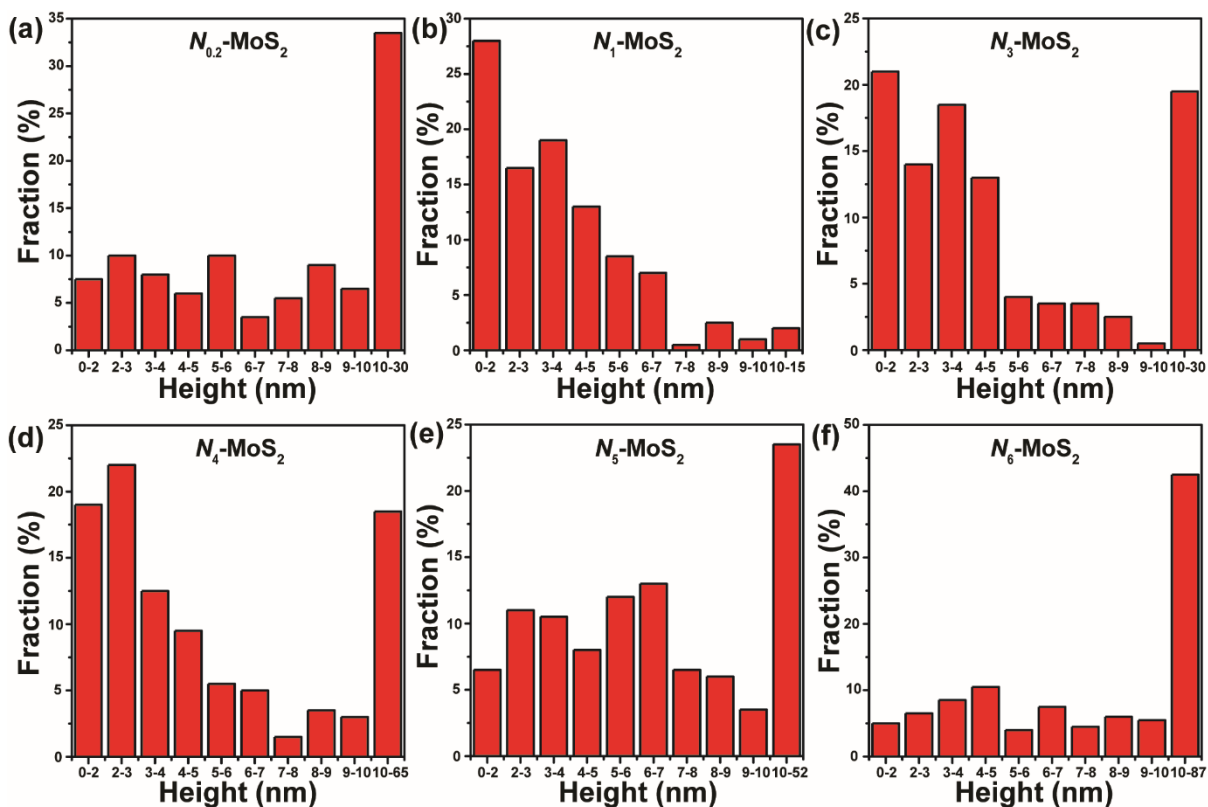 (a)
N0.2-MoS2
Fraction (%)
35
30
25
20
15
10
5
0
0-2 2-3 3-4 4-5 5-6 6-7 7-8 8-9 9-10 10-30
Height (nm)
(b)
N1-MoS2
Fraction (%)
30
25
20
15
10
5
0
0-2 2-3 3-4 4-5 5-6 6-7 7-8 8-9 9-10 10-15
Height (nm)
(c)
N3-MoS2
Fraction (%)
25
20
15
10
5
0
0-2 2-3 3-4 4-5 5-6 6-7 7-8 8-9 9-10 10-30
Height (nm)
(d)
N4-MoS2
Fraction (%)
25
20
15
10
5
0
0-2 2-3 3-4 4-5 5-6 6-7 7-8 8-9 9-10 10-65
Height (nm)
(e)
N5-MoS2
Fraction (%)
25
20
15
10
5
0
0-2 2-3 3-4 4-5 5-6 6-7 7-8 8-9 9-10 10-52
Height (nm)
(f)
N6-MoS2
Fraction (%)
50
40
30
20
10
0
0-2 2-3 3-4 4-5 5-6 6-7 7-8 8-9 9-10 10-87
Height (nm)